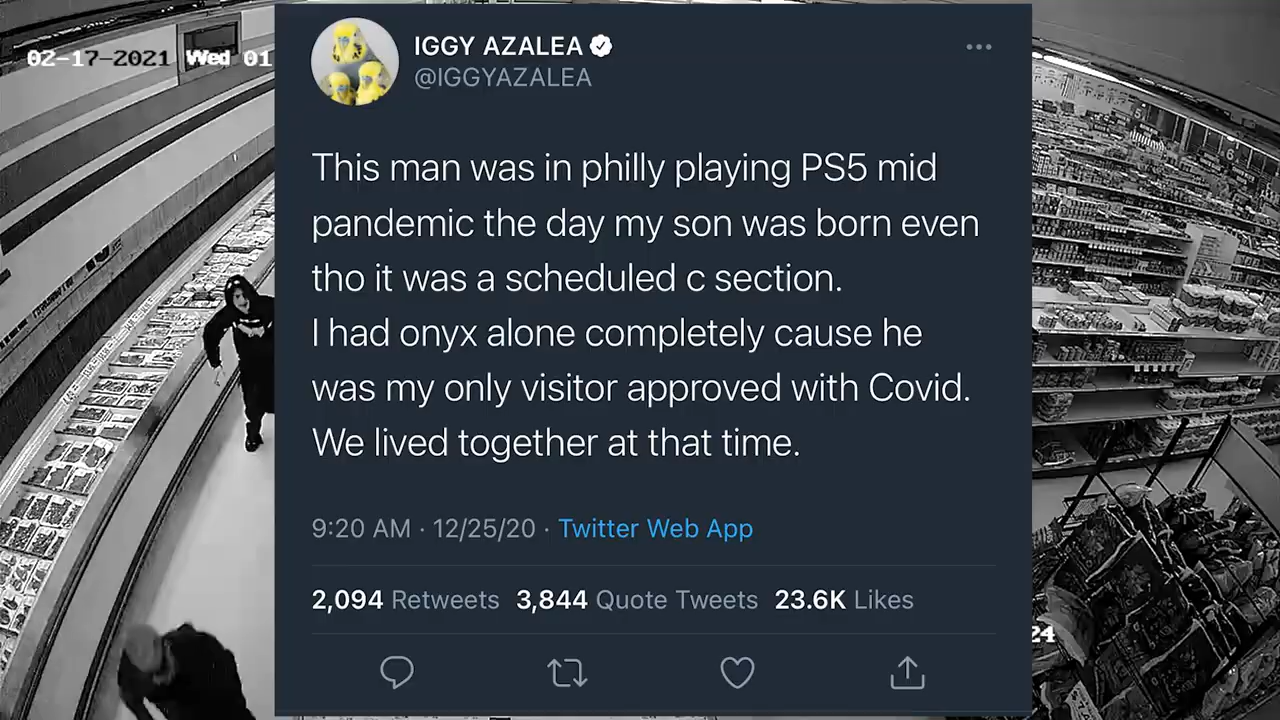 02-17-2021 Wed 01
IGGY AZALEA
@IGGYAZALEA
This man was in philly playing PS5 mid
pandemic the day my son was born even
tho it was a scheduled c section.
I had onyx alone completely cause he
was my only visitor approved with Covid.
We lived together at that time.
9:20 AM · 12/25/20 · Twitter Web App
2,094 Retweets 3,844 Quote Tweets 23.6K Likes
24